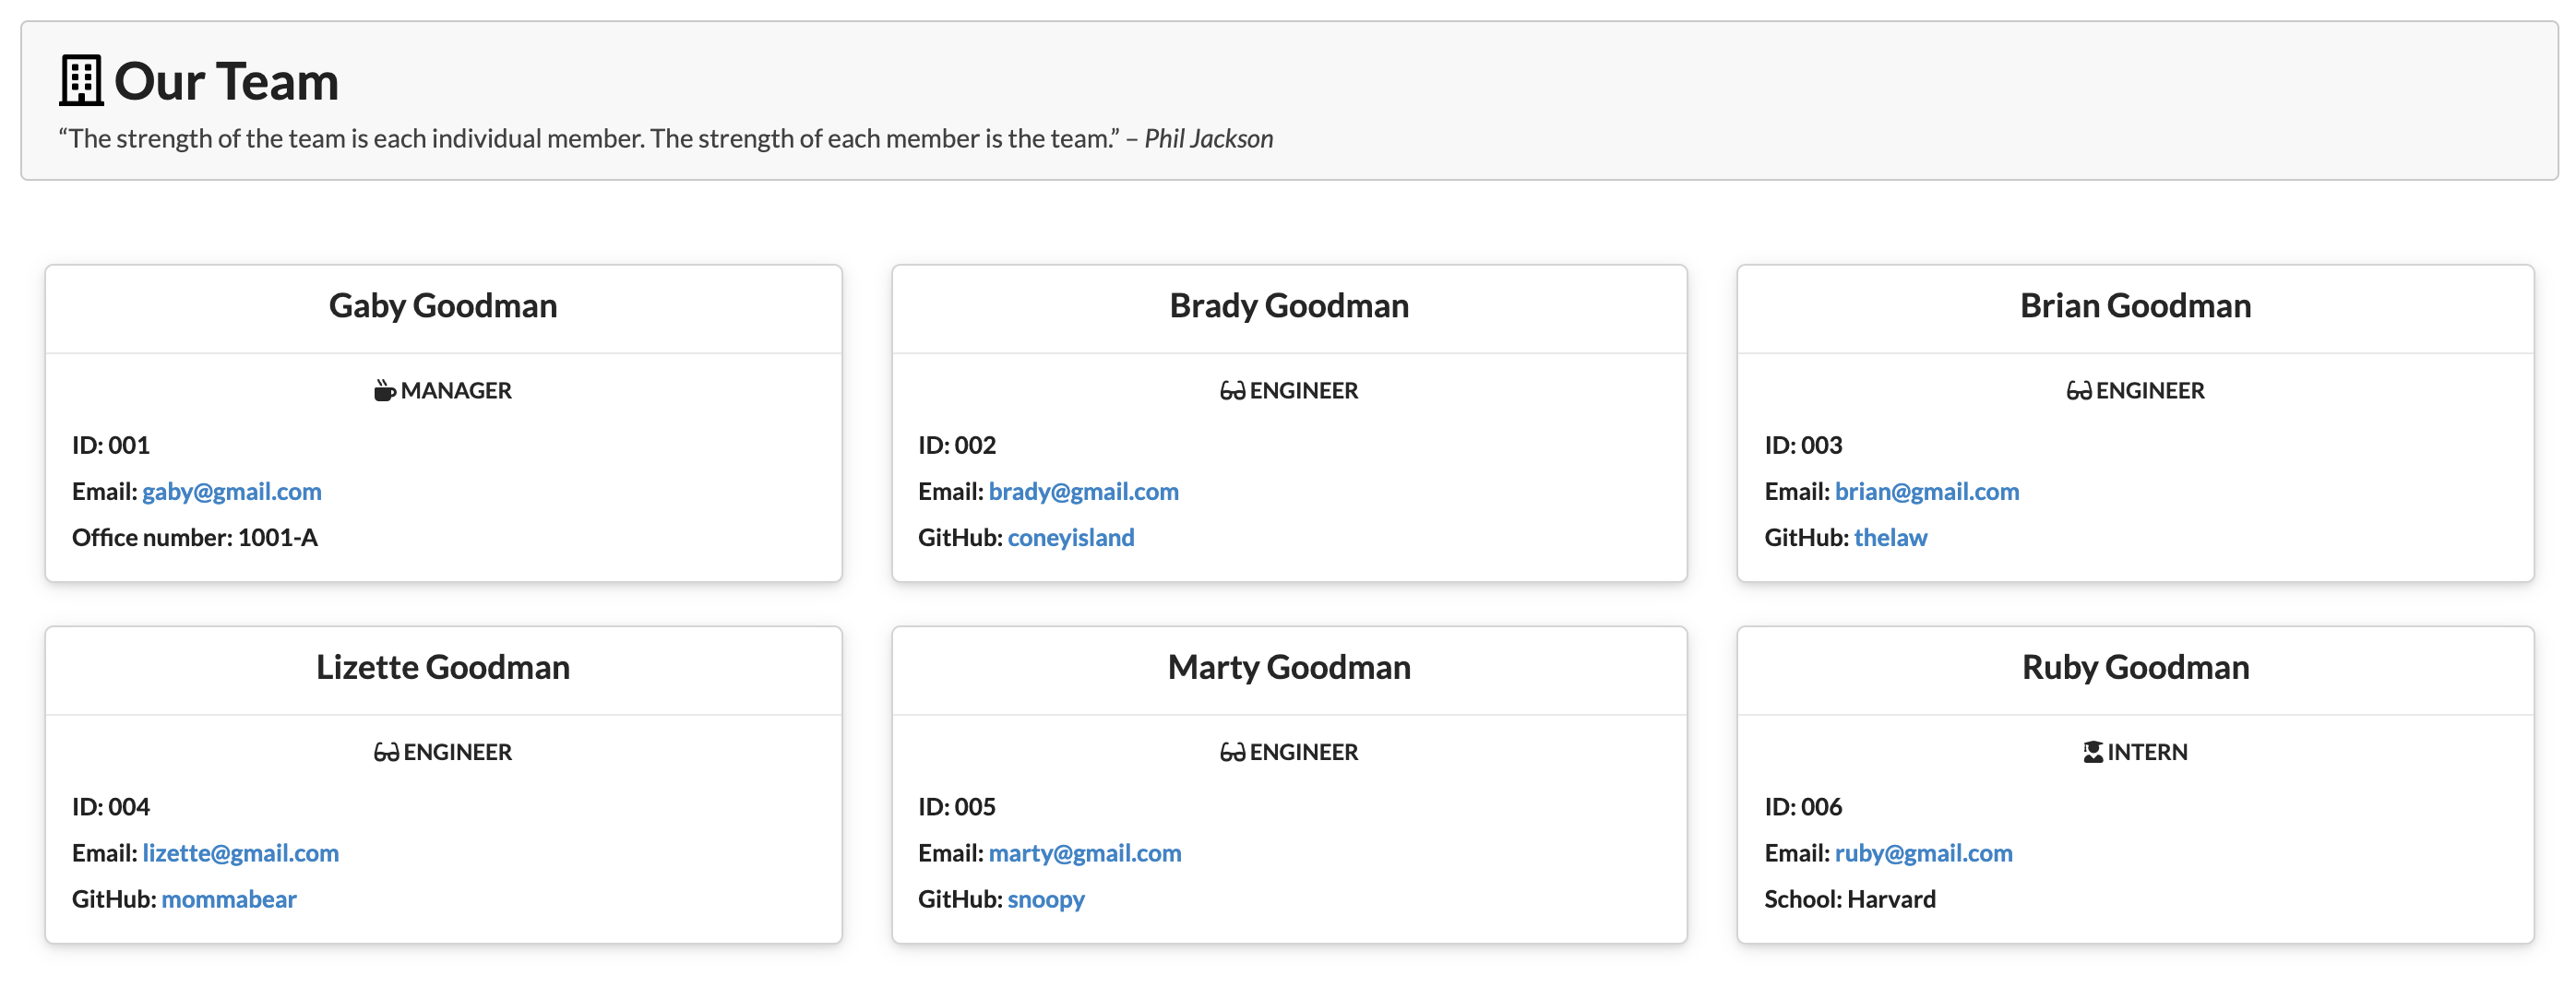 Our Team
“The strength of the team is each individual member. The strength of each member is the team.” – Phil Jackson
Gaby Goodman
MANAGER
ID: 001
Email: gaby@gmail.com
Office number: 1001-A
Brady Goodman
ENGINEER
ID: 002
Email: brady@gmail.com
GitHub: coneyisland
Brian Goodman
ENGINEER
ID: 003
Email: brian@gmail.com
GitHub: thelaw
Lizette Goodman
ENGINEER
ID: 004
Email: lizette@gmail.com
GitHub: mommabear
Marty Goodman
ENGINEER
ID: 005
Email: marty@gmail.com
GitHub: snoopy
Ruby Goodman
INTERN
ID: 006
Email: ruby@gmail.com
School: Harvard